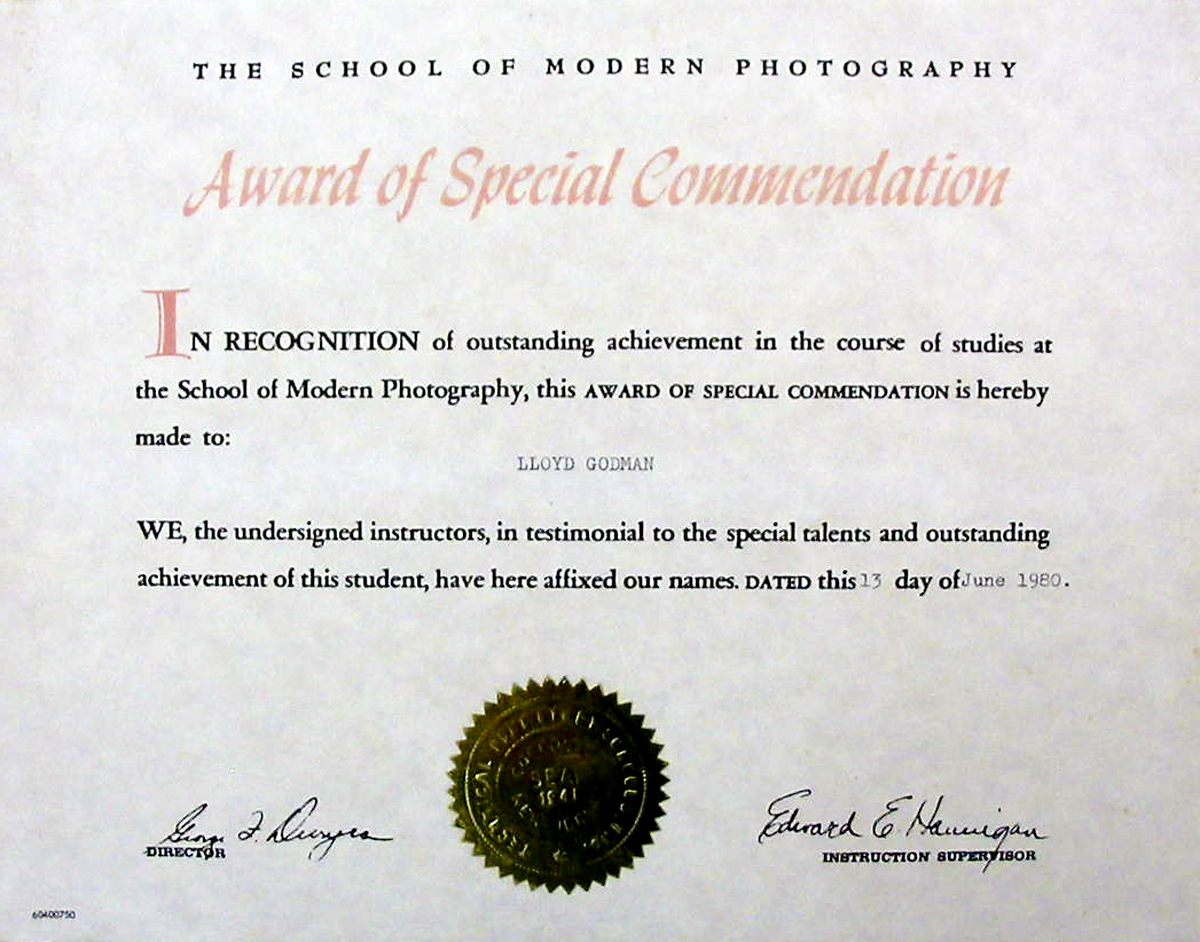 THE SCHOOL OF MODERN PHOTOGRAPHY
Award of Special Commendation
IN RECOGNITION of outstanding achievement in the course of studies at
the School of Modern Photography, this AWARD OF SPECIAL COMMENDATION is hereby
made to:
LLOYD GODMAN
WE, the undersigned instructors, in testimonial to the special talents and outstanding
achievement of this student, have here affixed our names. DATED this 13 day of June 1980.
SEAL
1941
George F.
DIRECTOR
Edward E. Hannigan
INSTRUCTION SUPERVISOR
60400750